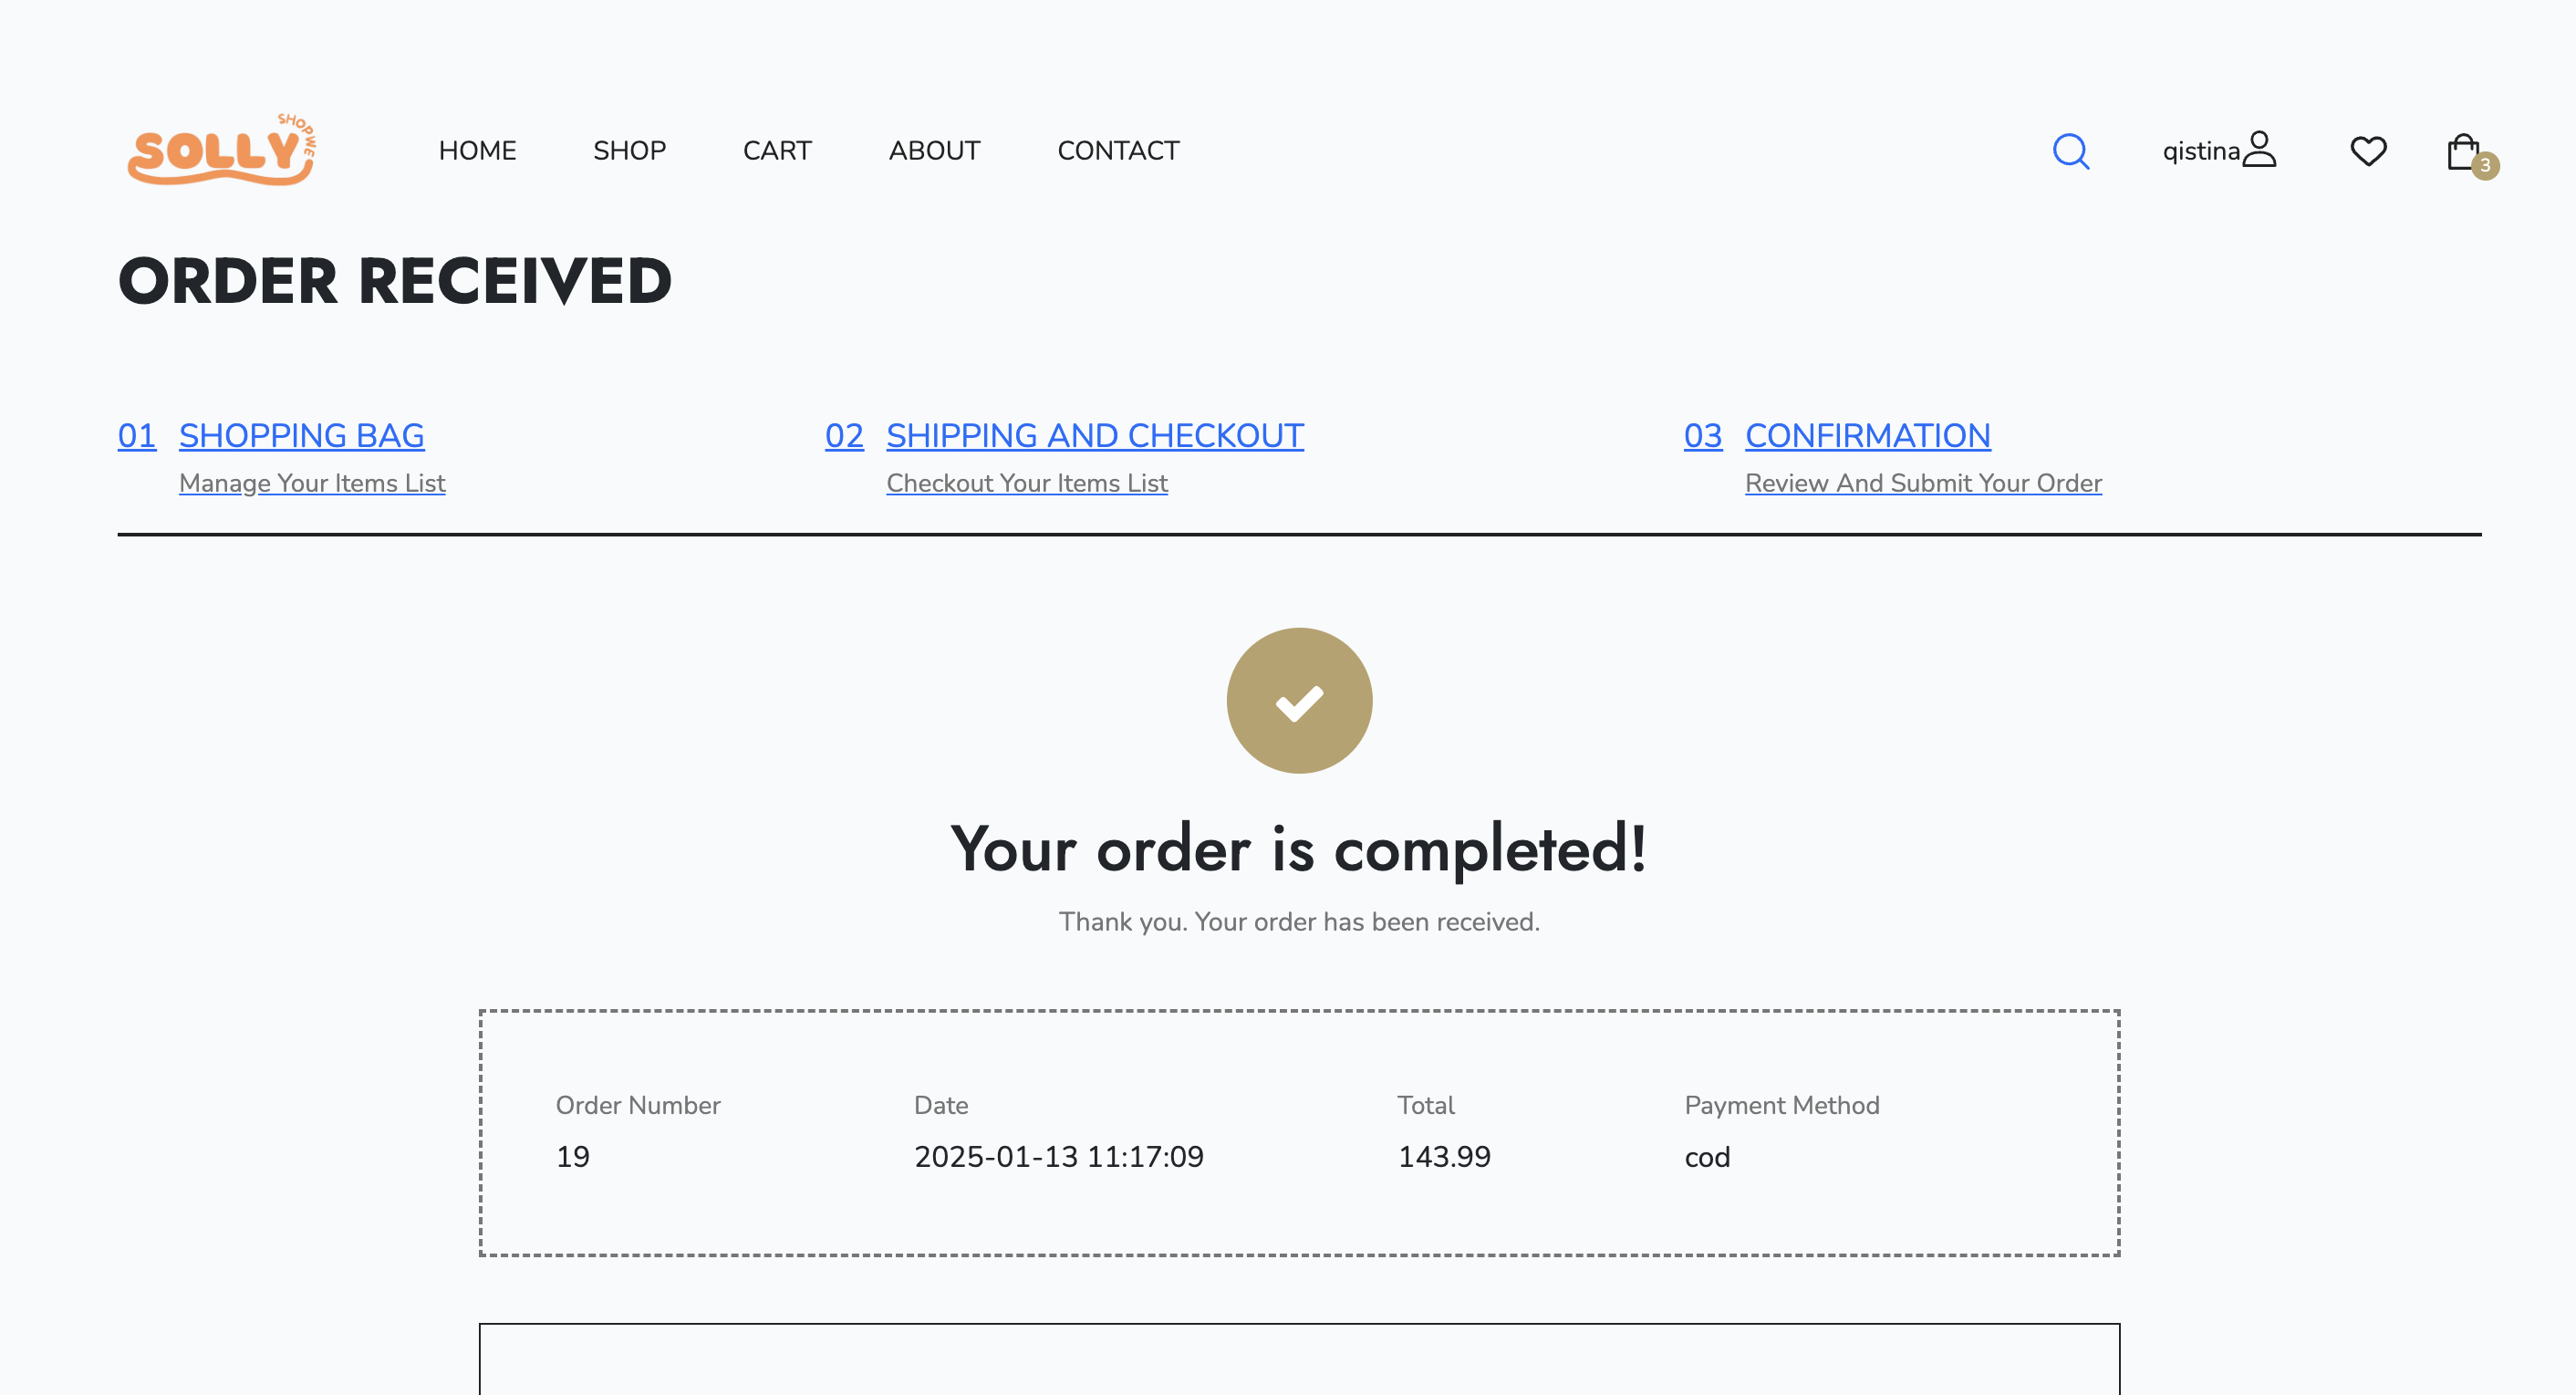 SOLLY SHOPWE
HOME SHOP CART ABOUT CONTACT qistina 3
ORDER RECEIVED
01 SHOPPING BAG 02 SHIPPING AND CHECKOUT 03 CONFIRMATION
Manage Your Items List Checkout Your Items List Review And Submit Your Order
Your order is completed!
Thank you. Your order has been received.
Order Number Date Total Payment Method
19 2025-01-13 11:17:09 143.99 cod